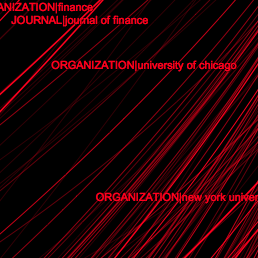 ANIZATION|finance
JOURNAL|journal of finance
ORGANIZATION|university of chicago
ORGANIZATION|new york univer